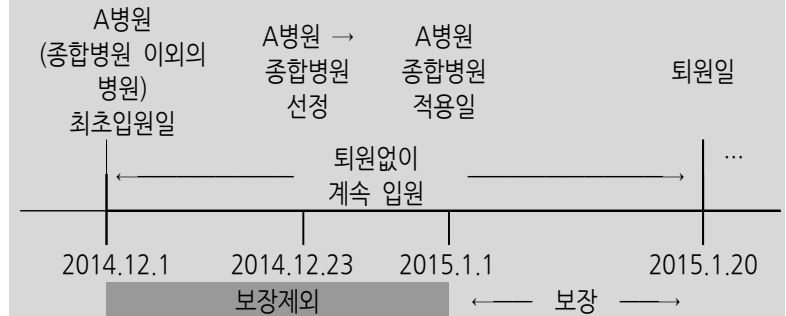 A병원
(종합병원 이외의
병원)
최초입원일
A병원 →
종합병원
선정
A병원
종합병원
적용일
퇴원일
…
퇴원없이
계속 입원
2014.12.1
2014.12.23
2015.1.1
2015.1.20
보장제외
보장